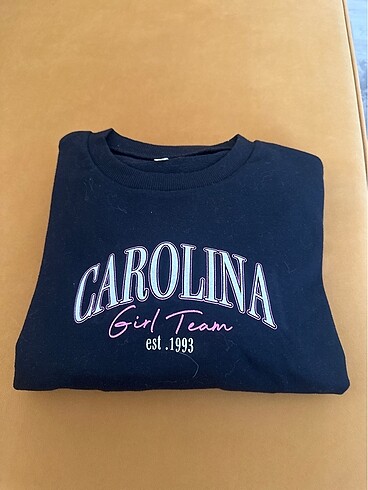 CAROLINA
Girl Team
est .1993